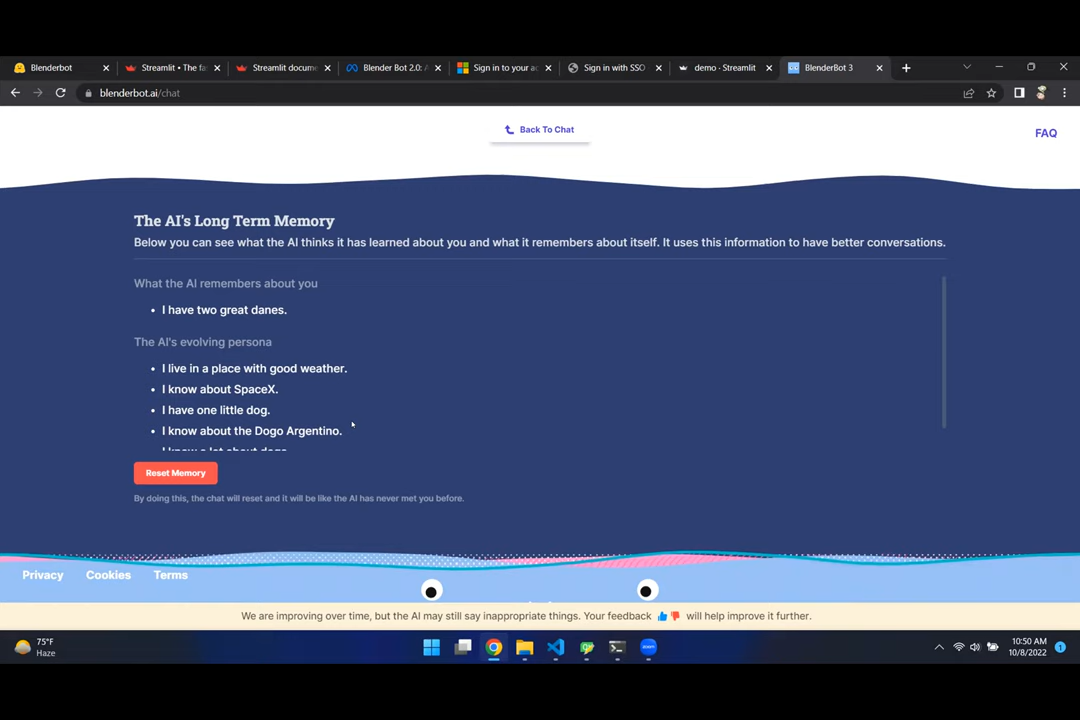 Blenderbot
Streamlit • The fa
Streamlit docume
Blender Bot 2.0: A
Sign in to your ac
Sign in with SSO
demo · Streamlit
BlenderBot 3
blenderbot.ai/chat
Back To Chat
FAQ
The AI's Long Term Memory
Below you can see what the AI thinks it has learned about you and what it remembers about itself. It uses this information to have better conversations.
What the AI remembers about you
• I have two great danes.
The AI's evolving persona
• I live in a place with good weather.
• I know about SpaceX.
• I have one little dog.
• I know about the Dogo Argentino.
I know a lot about dogs
Reset Memory
By doing this, the chat will reset and it will be like the AI has never met you before.
Privacy Cookies Terms
We are improving over time, but the AI may still say inappropriate things. Your feedback 👍 👎 will help improve it further.
75°F
Haze
zoom
10:50 AM
10/8/2022
1